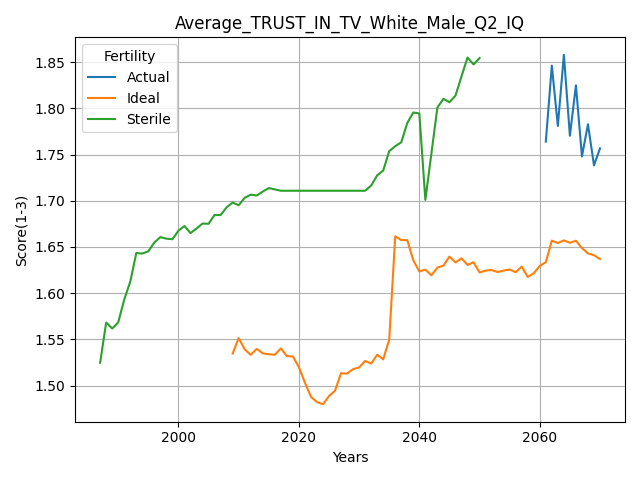 Average_TRUST_IN_TV_White_Male_Q2_IQ
Fertility
Actual
Ideal
Sterile
Score(1-3)
1.85
1.80
1.75
1.70
1.65
1.60
1.55
1.50
2000
2020
2040
2060
Years